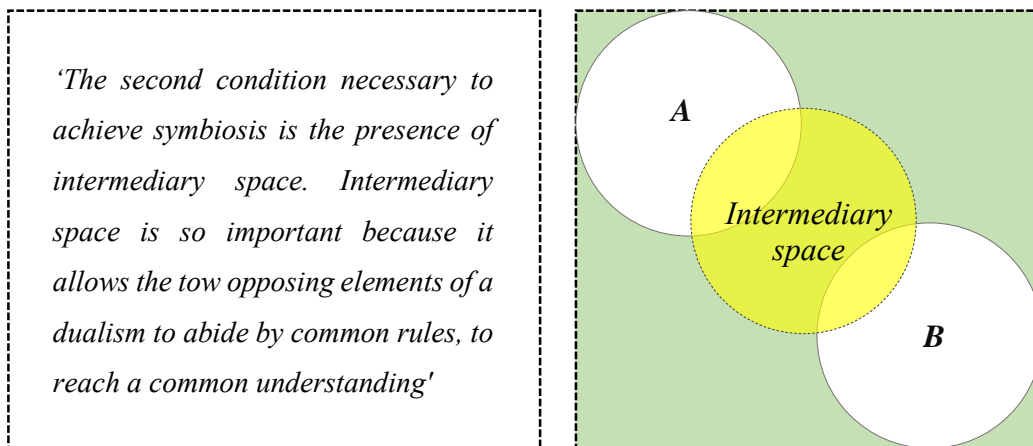 ‘The second condition necessary to
achieve symbiosis is the presence of
intermediary space. Intermediary
space is so important because it
allows the tow opposing elements of a
dualism to abide by common rules, to
reach a common understanding'
A
Intermediary
space
B